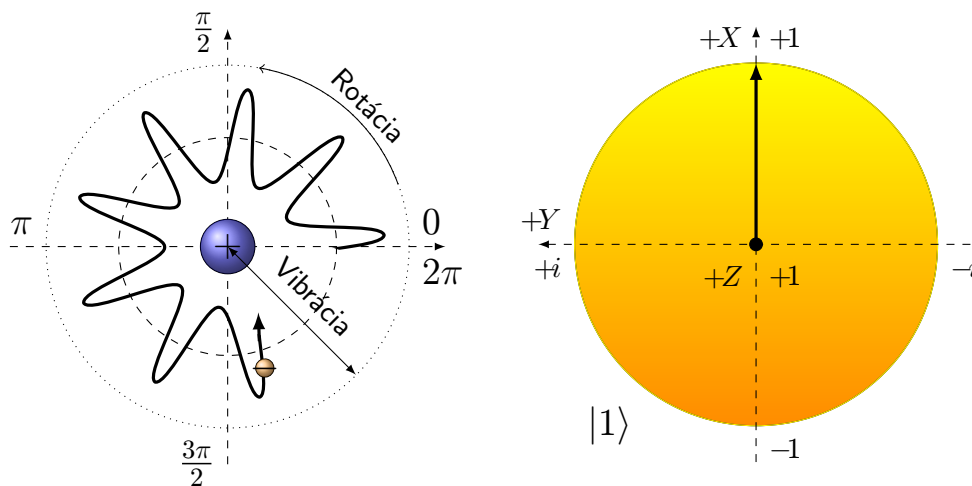 π/2
Rotácia
π
0
2π
Vibrácia
3π/2
+X +1
+Y
+i
+Z +1
−i
|1⟩
−1